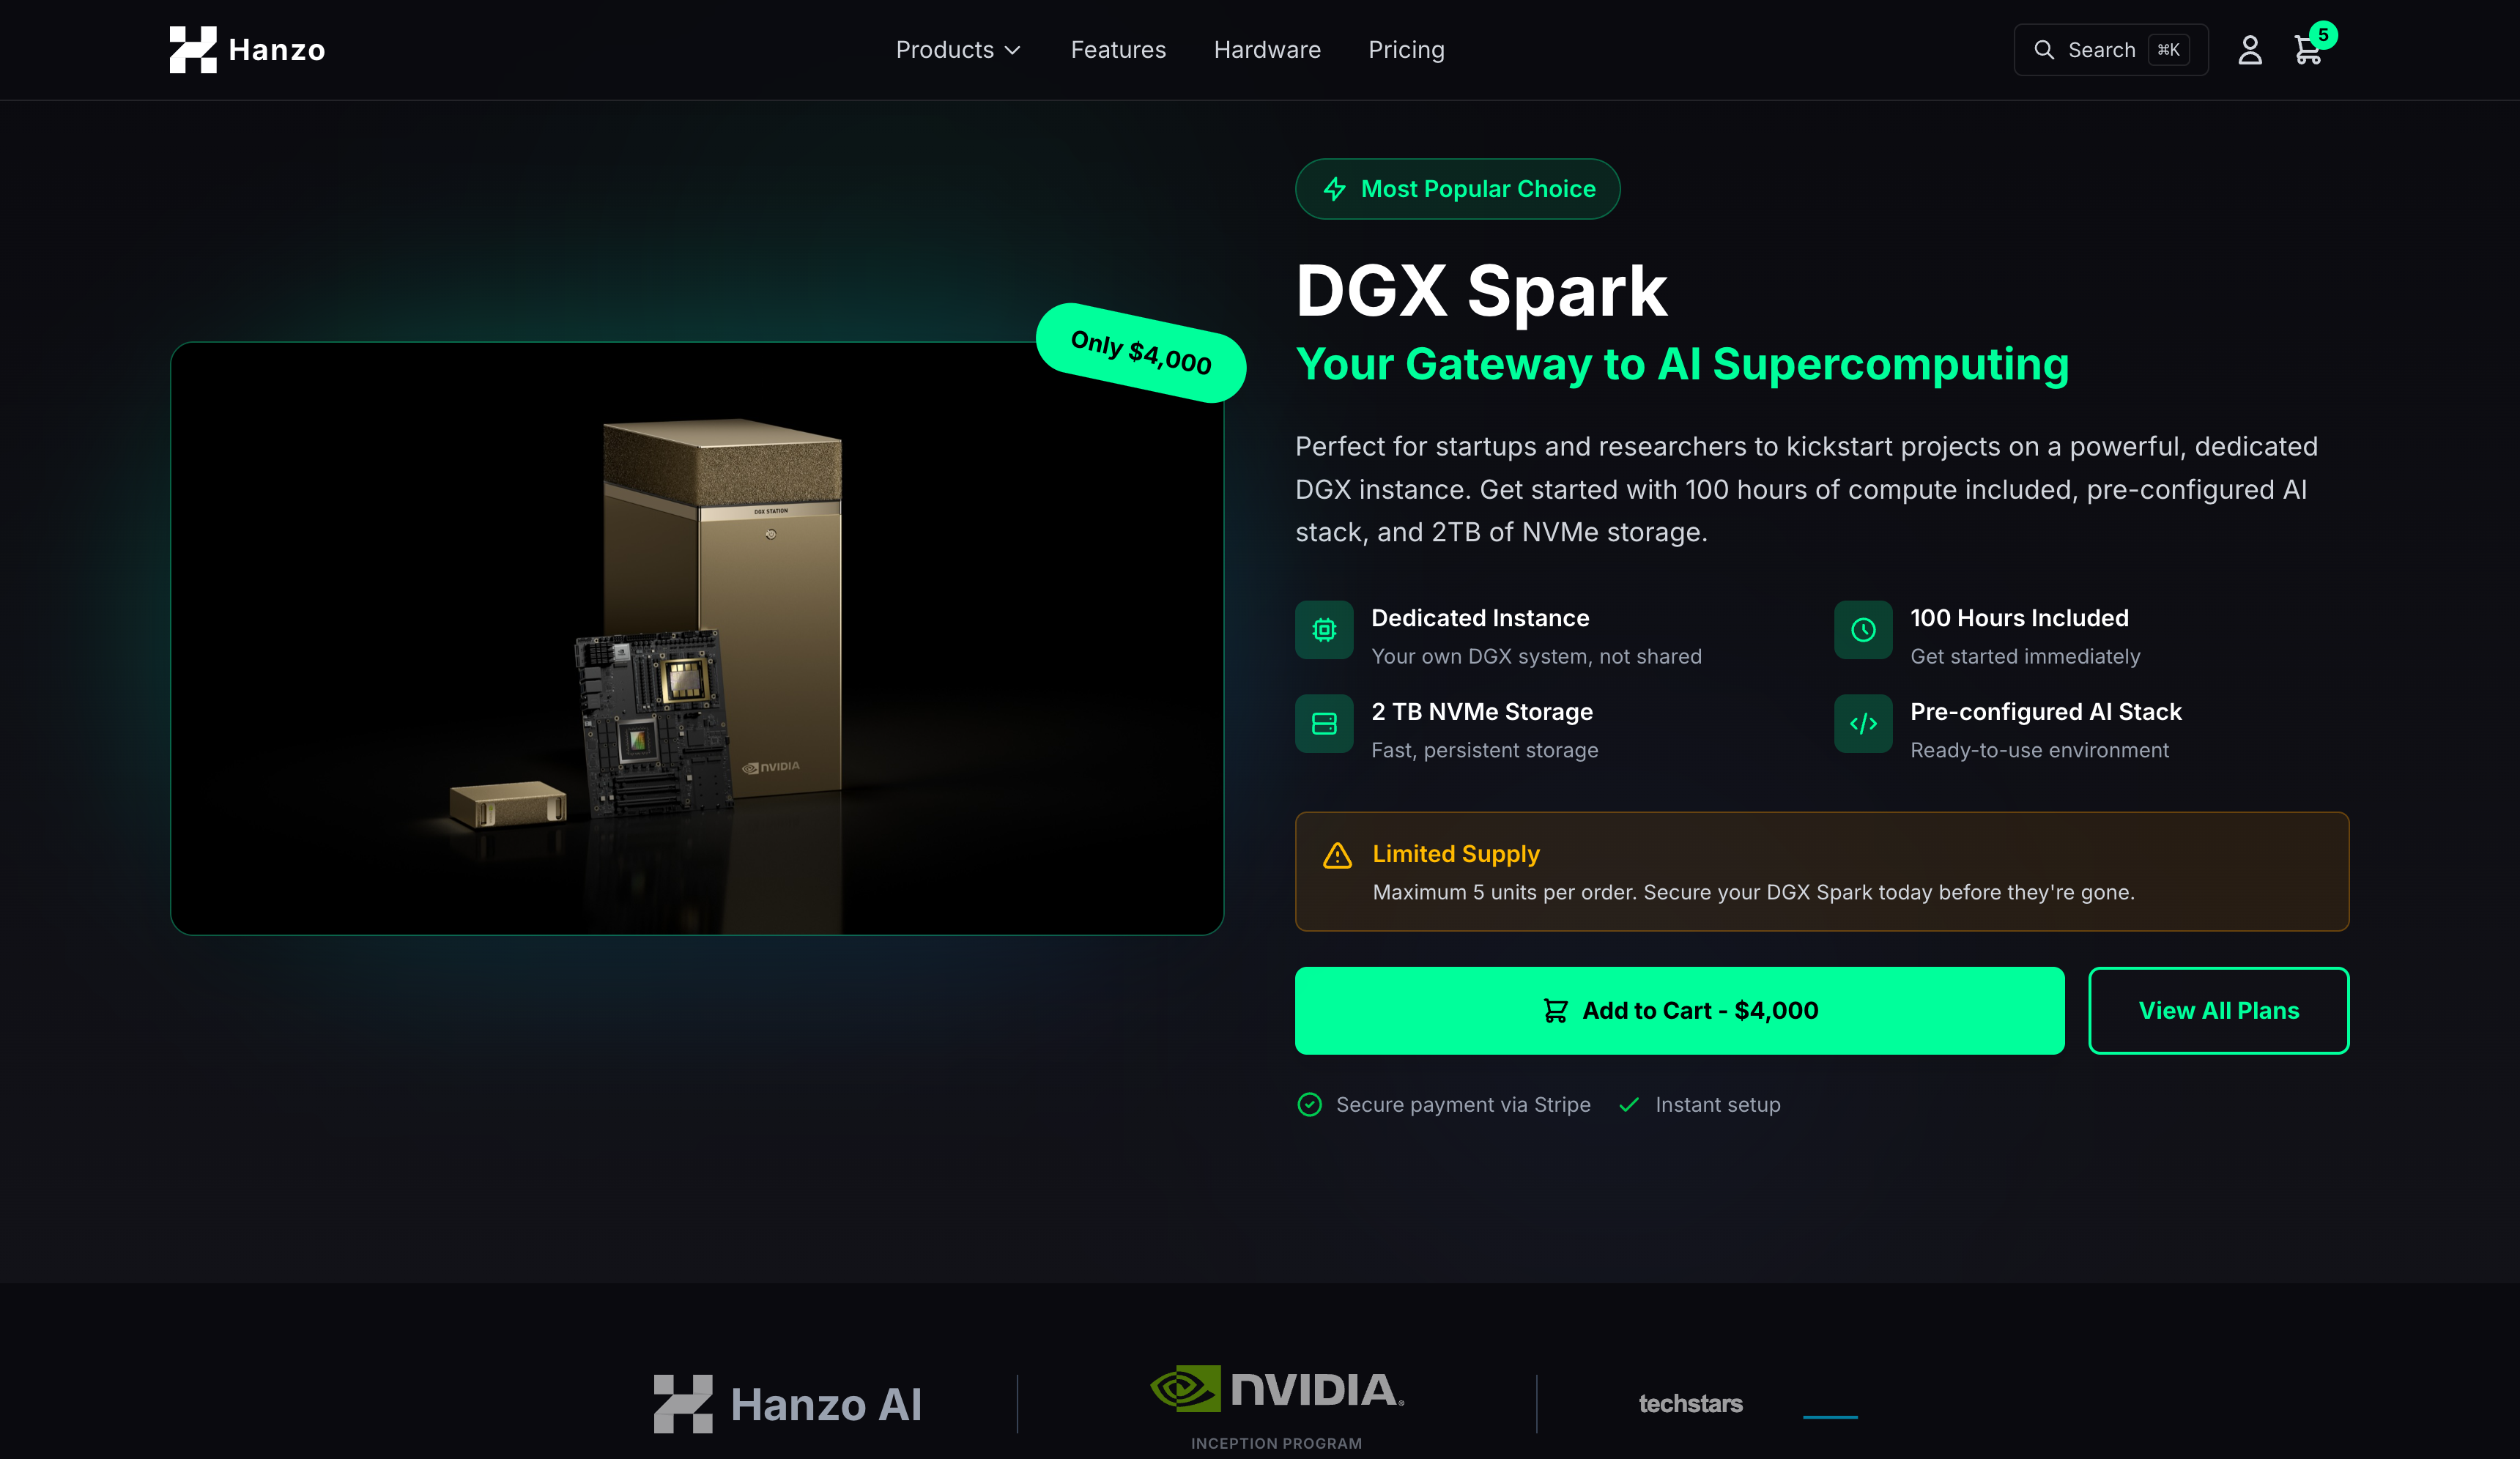 Hanzo
Products
Features
Hardware
Pricing
Search
⌘K
5
Most Popular Choice
DGX Spark
Your Gateway to AI Supercomputing
Perfect for startups and researchers to kickstart projects on a powerful, dedicated
DGX instance. Get started with 100 hours of compute included, pre-configured AI
stack, and 2TB of NVMe storage.
Only $4,000
DGX STATION
NVIDIA
Dedicated Instance
Your own DGX system, not shared
100 Hours Included
Get started immediately
2 TB NVMe Storage
Fast, persistent storage
Pre-configured AI Stack
Ready-to-use environment
Limited Supply
Maximum 5 units per order. Secure your DGX Spark today before they're gone.
Add to Cart - $4,000
View All Plans
Secure payment via Stripe
Instant setup
Hanzo AI
NVIDIA®
INCEPTION PROGRAM
techstars